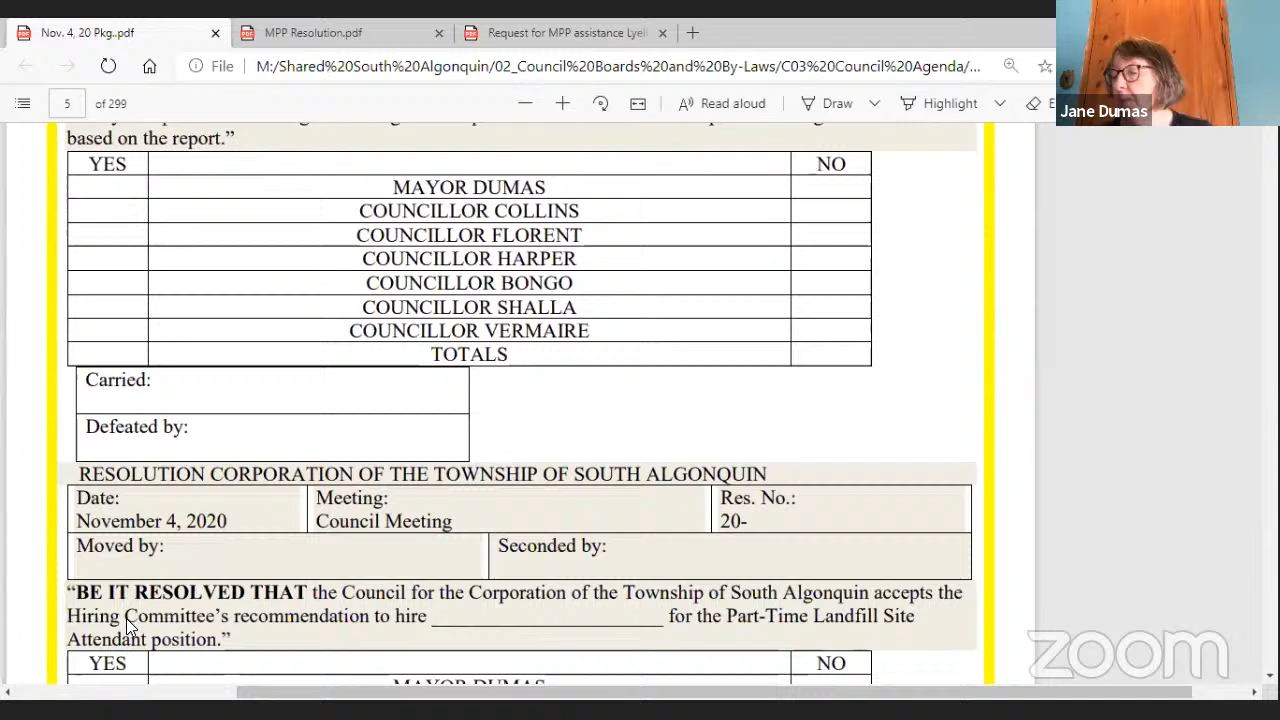 Nov. 4, 20 Pkg..pdf
MPP Resolution.pdf
Request for MPP assistance Lyell
File M:/Shared%20South%20Algonquin/02_Council%20Boards%20and%20By-Laws/C03%20Council%20Agenda/...
5 of 299
Read aloud
Draw
Highlight
Jane Dumas
based on the report.”
YES NO
MAYOR DUMAS
COUNCILLOR COLLINS
COUNCILLOR FLORENT
COUNCILLOR HARPER
COUNCILLOR BONGO
COUNCILLOR SHALLA
COUNCILLOR VERMAIRE
TOTALS
Carried:
Defeated by:
RESOLUTION CORPORATION OF THE TOWNSHIP OF SOUTH ALGONQUIN
Date: Meeting: Res. No.:
November 4, 2020 Council Meeting 20-
Moved by: Seconded by:
“BE IT RESOLVED THAT the Council for the Corporation of the Township of South Algonquin accepts the
Hiring Committee’s recommendation to hire ______________________ for the Part-Time Landfill Site
Attendant position.”
YES NO
MAYOR DUMAS
zoom